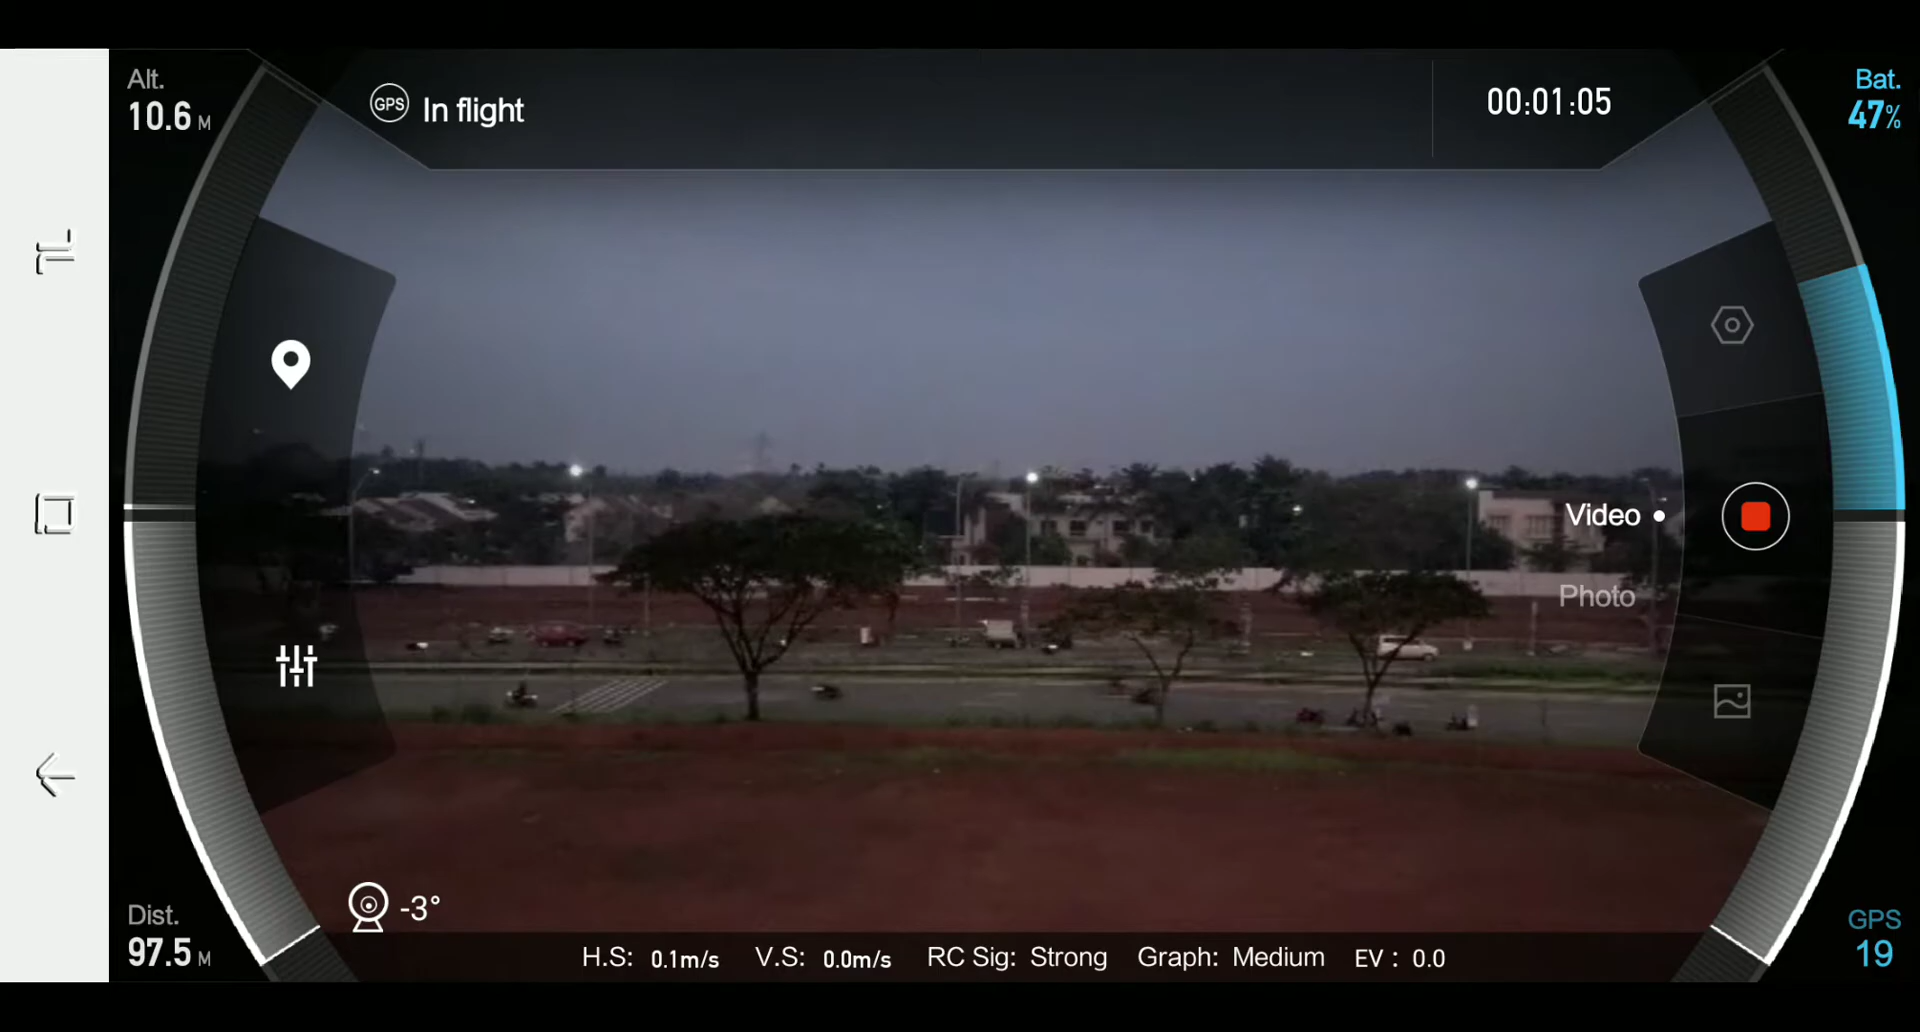 Alt.
10.6 M
GPS In flight
00:01:05
Bat.
47%
Video
Photo
-3°
Dist.
97.5 M
H.S: 0.1m/s V.S: 0.0m/s RC Sig: Strong Graph: Medium EV : 0.0
GPS
19